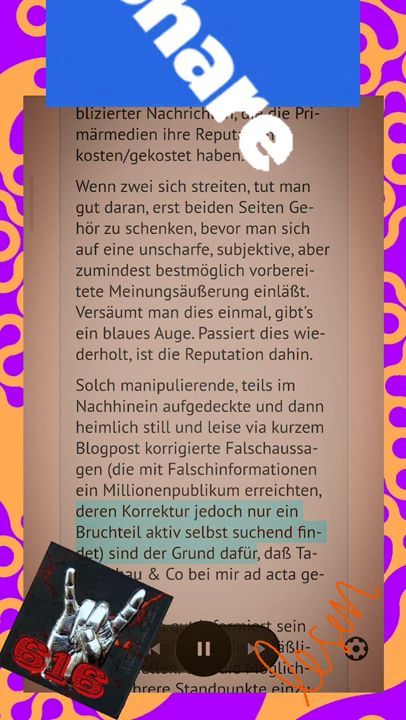 share
blizierter Nachrichten, die die Pri-
märmedien ihre Reputation
kosten/gekostet haben.
Wenn zwei sich streiten, tut man
gut daran, erst beiden Seiten Ge-
hör zu schenken, bevor man sich
auf eine unscharfe, subjektive, aber
zumindest bestmöglich vorberei-
tete Meinungsäußerung einläßt.
Versäumt man dies einmal, gibt's
ein blaues Auge. Passiert dies wie-
derholt, ist die Reputation dahin.
Solch manipulierende, teils im
Nachhinein aufgedeckte und dann
heimlich still und leise via kurzem
Blogpost korrigierte Falschaussa-
gen (die mit Falschinformationen
ein Millionenpublikum erreichten,
deren Korrektur jedoch nur ein
Bruchteil aktiv selbst suchend fin-
det) sind der Grund dafür, daß Ta-
& Co bei mir ad acta ge-
informiert sein
Standpunkte
616
lesen